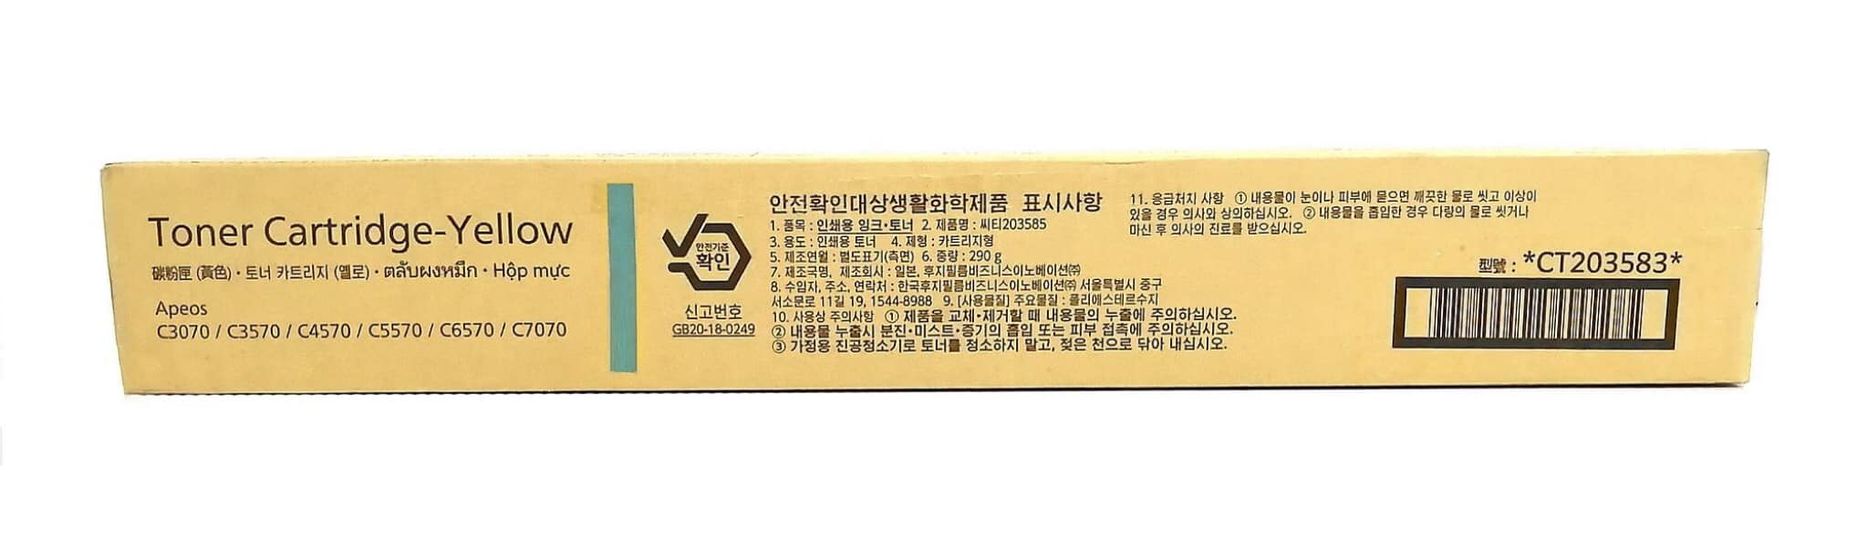 Toner Cartridge-Yellow
碳粉匣 (黃色)・토너 카트리지 (옐로)・ตลับผงหมึก・Hộp mực
Apeos
C3070 / C3570 / C4570 / C5570 / C6570 / C7070
안전기준
확인
신고번호
GB20-18-0249
안전확인대상생활화학제품 표시사항
1. 품목 : 인쇄용 잉크•토너 2. 제품명 : 씨티203585
3. 용도 : 인쇄용 토너 4. 제형 : 카트리지형
5. 제조연월 : 별도표기(측면) 6. 중량 : 290 g
7. 제조국명, 제조회사 : 일본, 후지필름비즈니스이노베이션㈜
8. 수입자, 주소, 연락처 : 한국후지필름비즈니스이노베이션㈜ 서울특별시 중구
서소문로 11길 19, 1544-8988 9. [사용물질] 주요물질 : 폴리에스테르수지
10. 사용상 주의사항 ① 제품을 교체•제거할 때 내용물의 누출에 주의하십시오.
② 내용물 누출시 분진•미스트•증기의 흡입 또는 피부 접촉에 주의하십시오.
③ 가정용 진공청소기로 토너를 청소하지 말고, 젖은 천으로 닦아 내십시오.
11. 응급처치 사항 ① 내용물이 눈이나 피부에 묻으면 깨끗한 물로 씻고 이상이
있을 경우 의사와 상의하십시오. ② 내용물을 흡입한 경우 다량의 물로 씻거나
마신 후 의사의 진료를 받으십시오.
型號 : *CT203583*